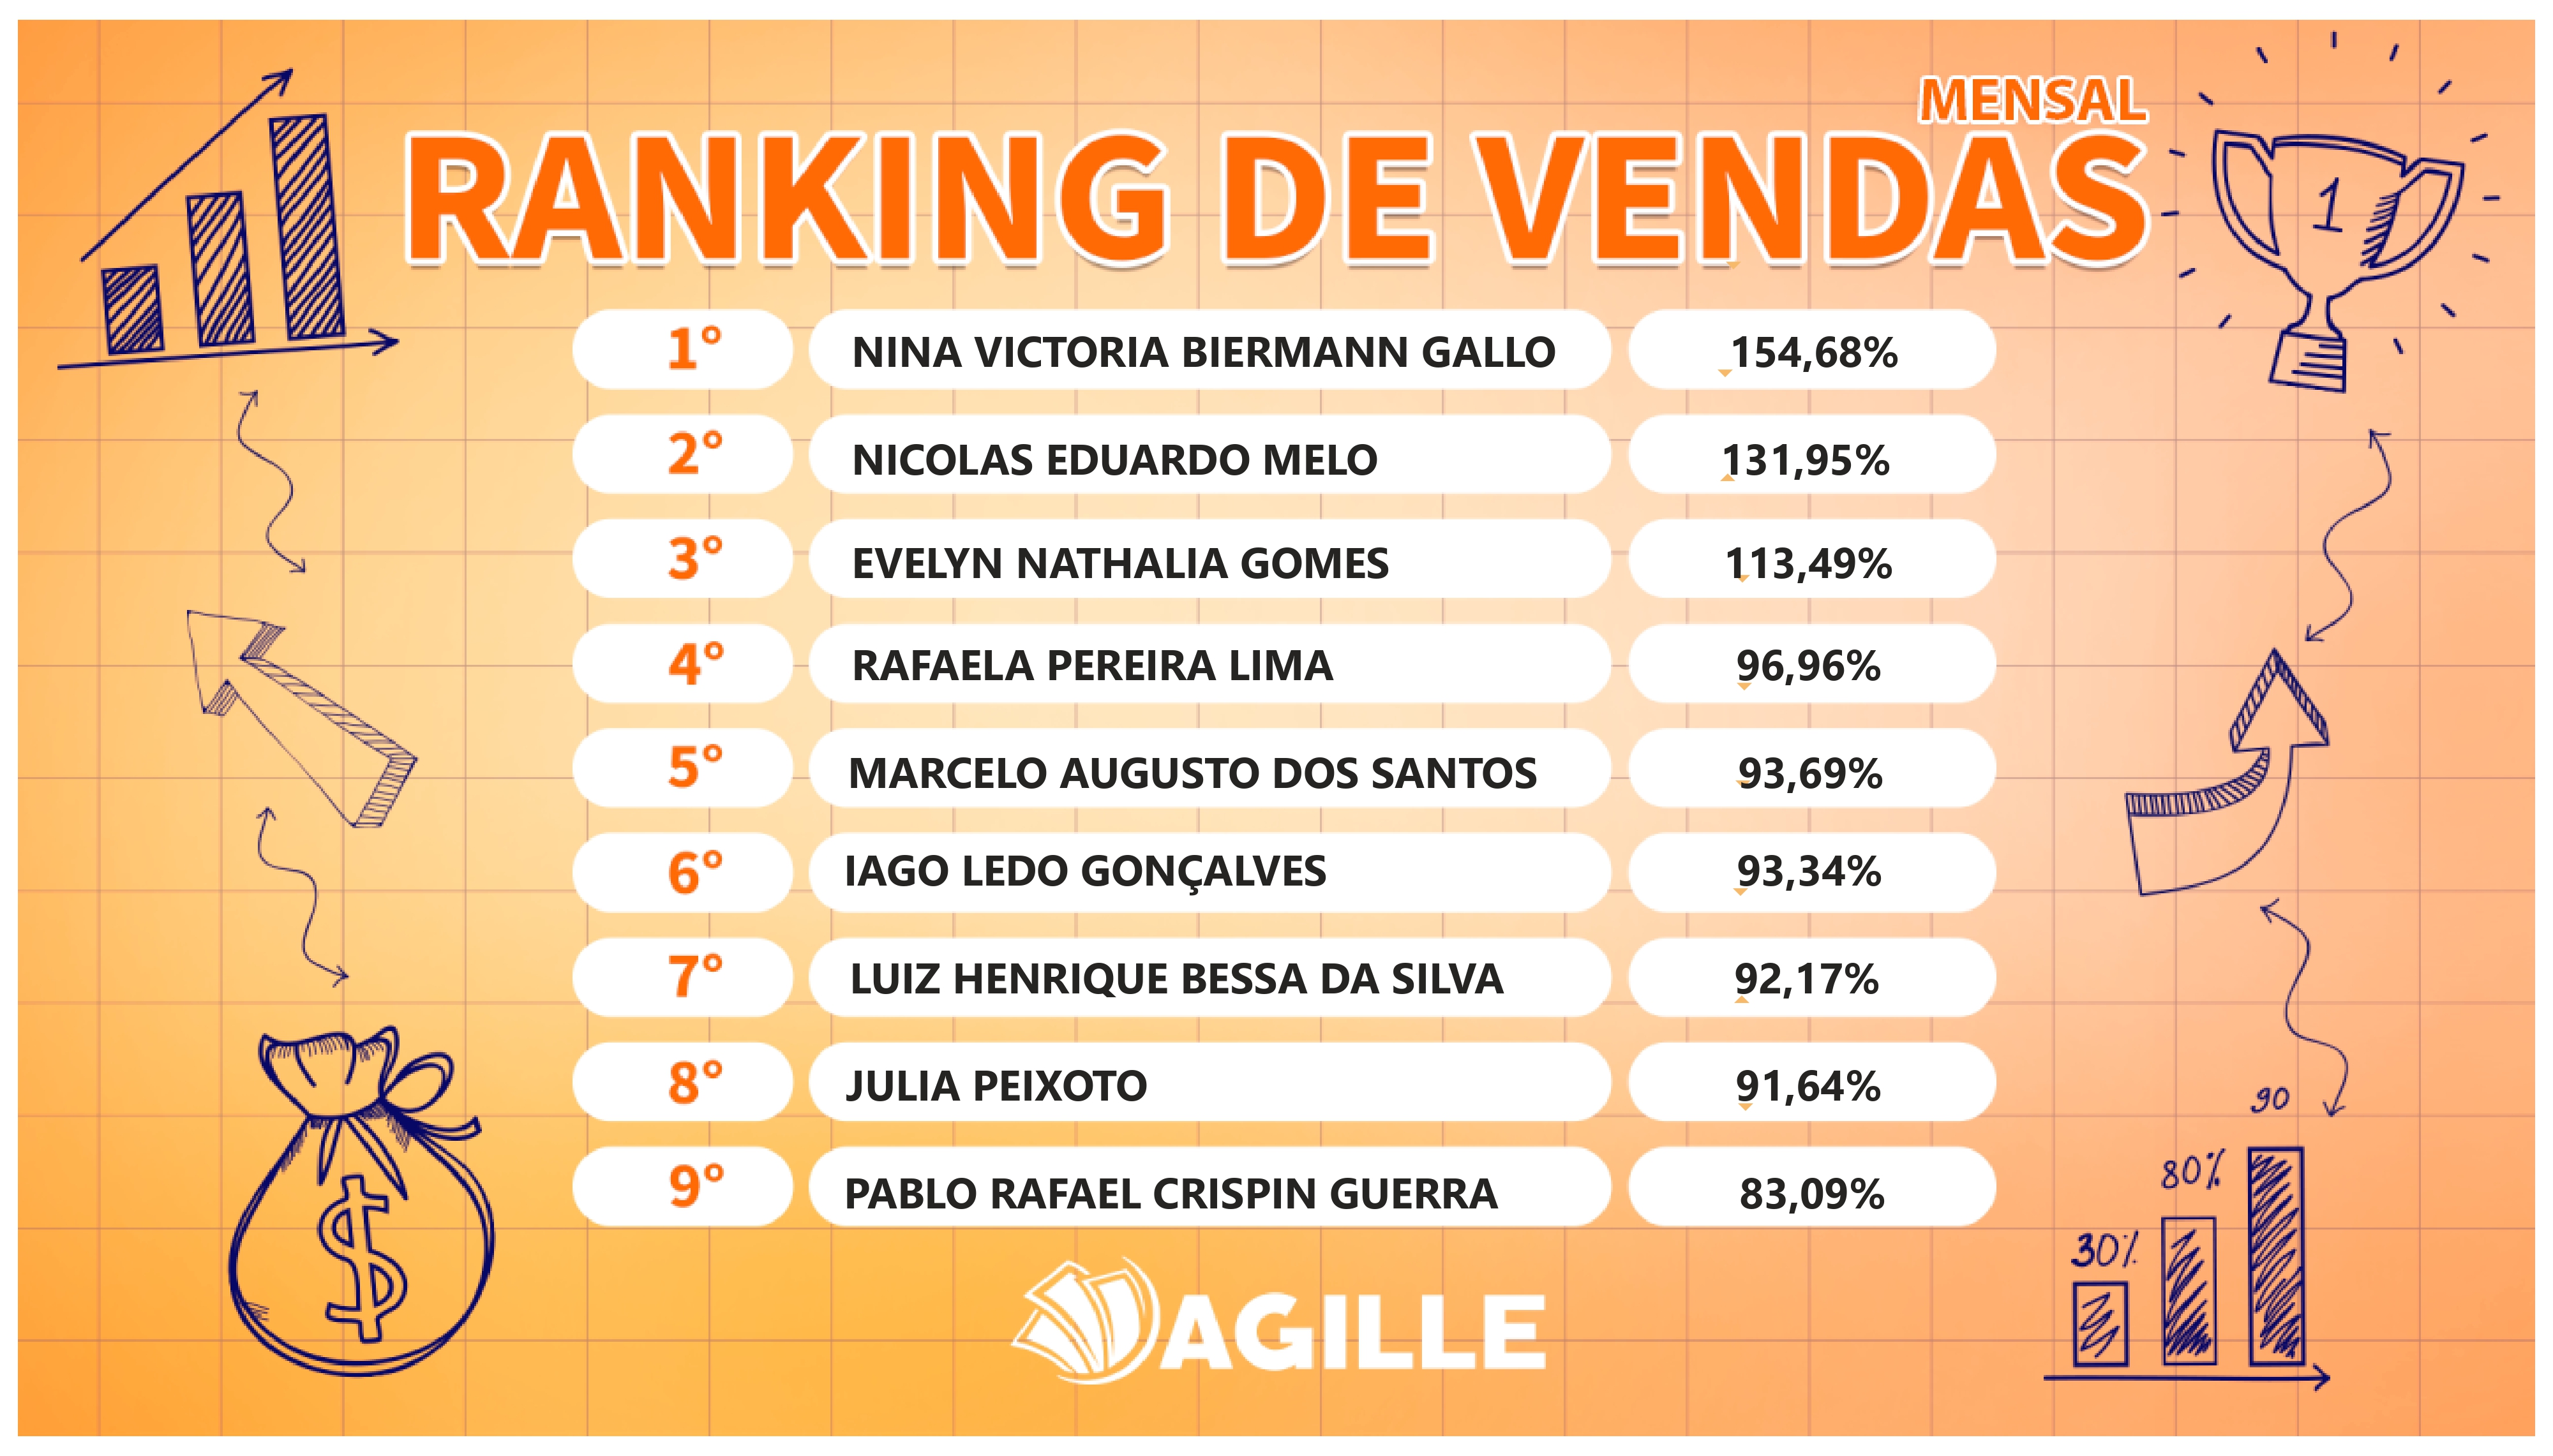 MENSAL
RANKING DE VENDAS
1° NINA VICTORIA BIERMANN GALLO 154,68%
2° NICOLAS EDUARDO MELO 131,95%
3° EVELYN NATHALIA GOMES 113,49%
4° RAFAELA PEREIRA LIMA 96,96%
5° MARCELO AUGUSTO DOS SANTOS 93,69%
6° IAGO LEDO GONÇALVES 93,34%
7° LUIZ HENRIQUE BESSA DA SILVA 92,17%
8° JULIA PEIXOTO 91,64%
9° PABLO RAFAEL CRISPIN GUERRA 83,09%
AGILLE
1
$
30%
80%
90